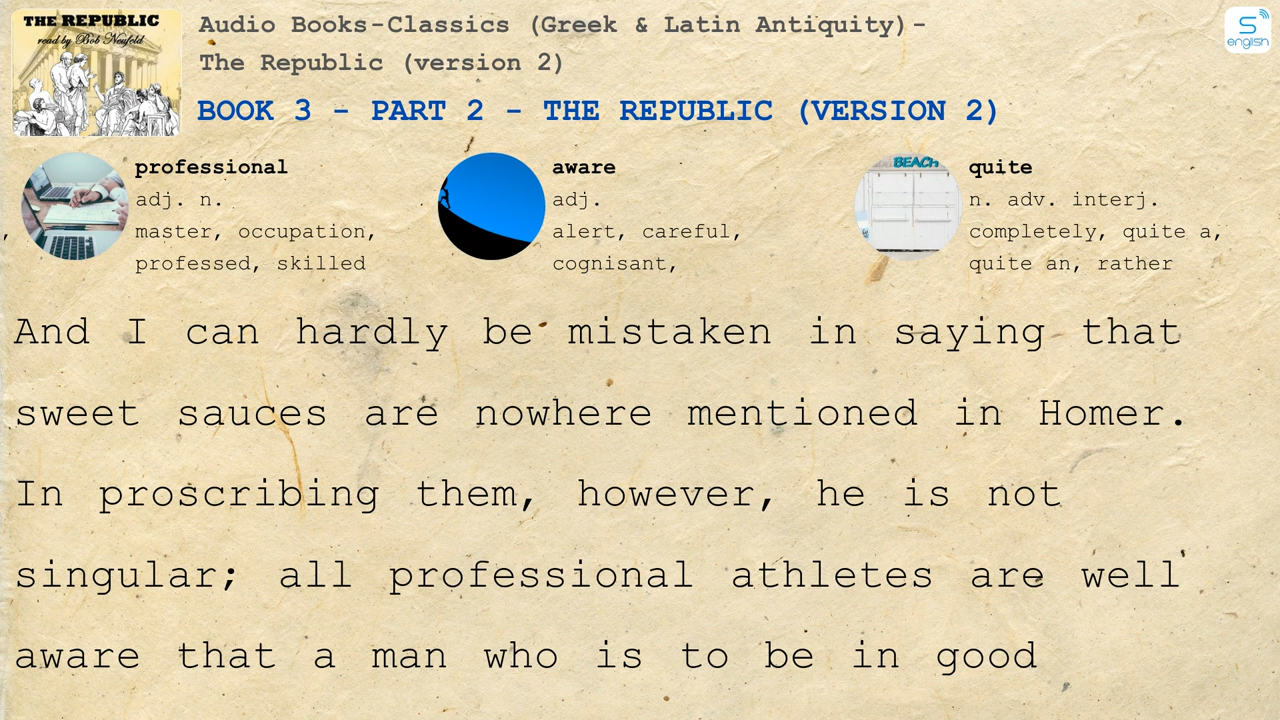 THE REPUBLIC
read by Bob Neufeld
Audio Books-Classics (Greek & Latin Antiquity)-
The Republic (version 2)
BOOK 3 - PART 2 - THE REPUBLIC (VERSION 2)
S
english
professional
adj. n.
master, occupation,
professed, skilled
aware
adj.
alert, careful,
cognisant,
BEACH
quite
n. adv. interj.
completely, quite a,
quite an, rather
And I can hardly be mistaken in saying that
sweet sauces are nowhere mentioned in Homer.
In proscribing them, however, he is not
singular; all professional athletes are well
aware that a man who is to be in good